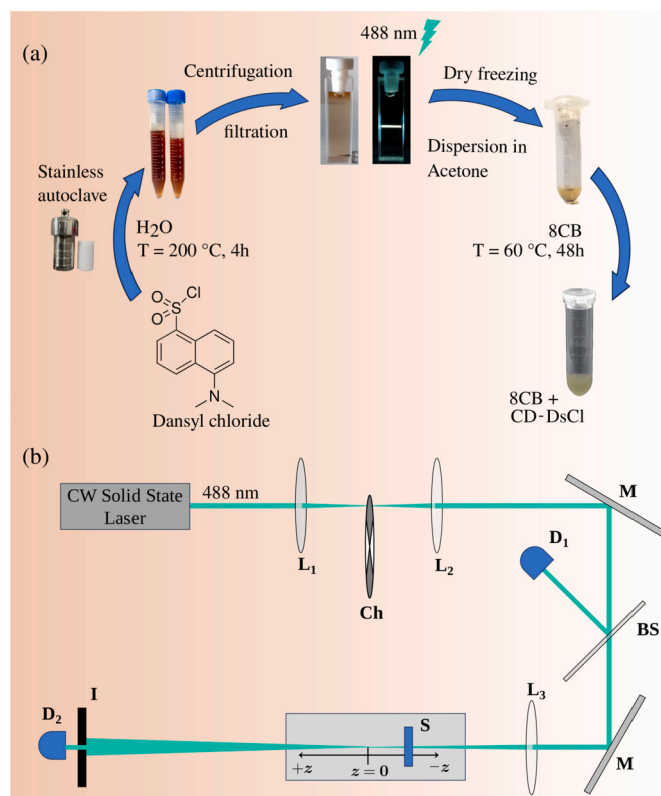 (a)
488 nm
Centrifugation
filtration
Dry freezing
Dispersion in
Acetone
Stainless
autoclave
H₂O
T = 200 °C, 4h
8CB
T = 60 °C, 48h
Cl
O
S
O
N
Dansyl chloride
8CB +
CD-DsCl
(b)
CW Solid State
Laser
488 nm
M
D₁
L₁
L₂
Ch
BS
I
L₃
D₂
S
M
+z
z = 0
−z